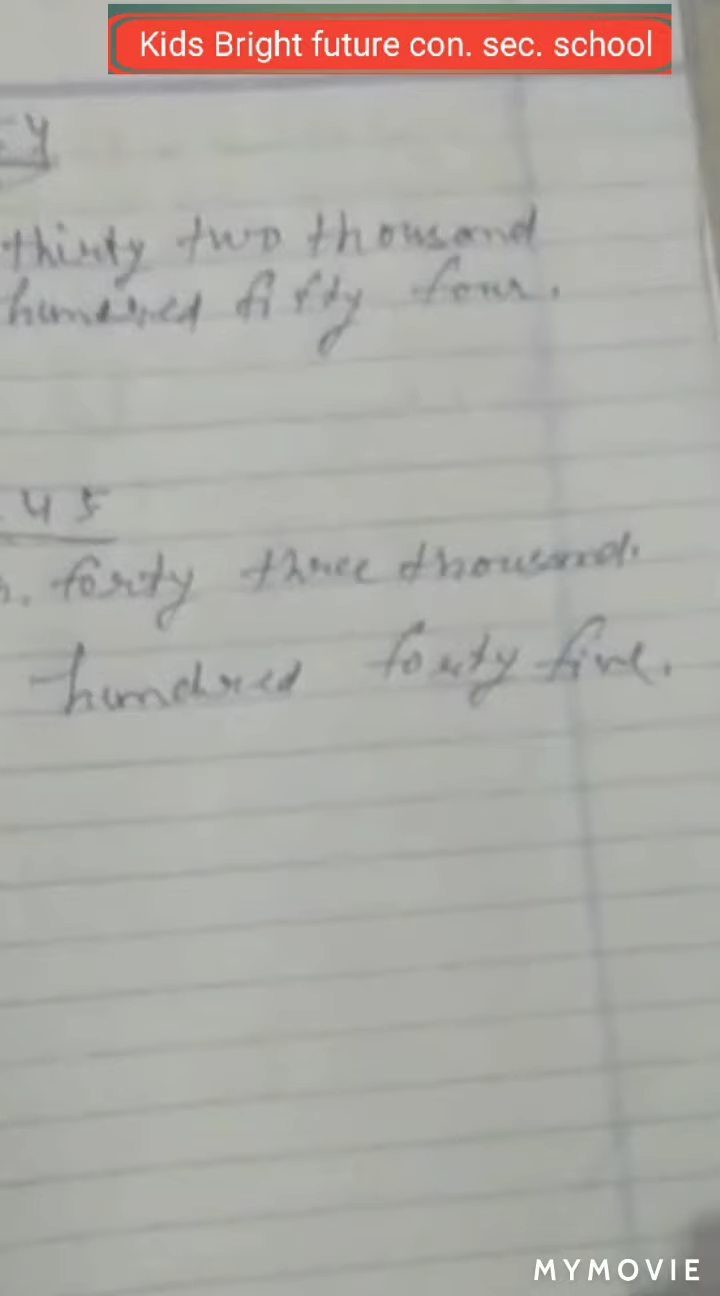 Kids Bright future con. sec. school
4
thirty two thousand
hundred fifty four.
45
n. forty three thousand.
hundred forty five.
MYMOVIE